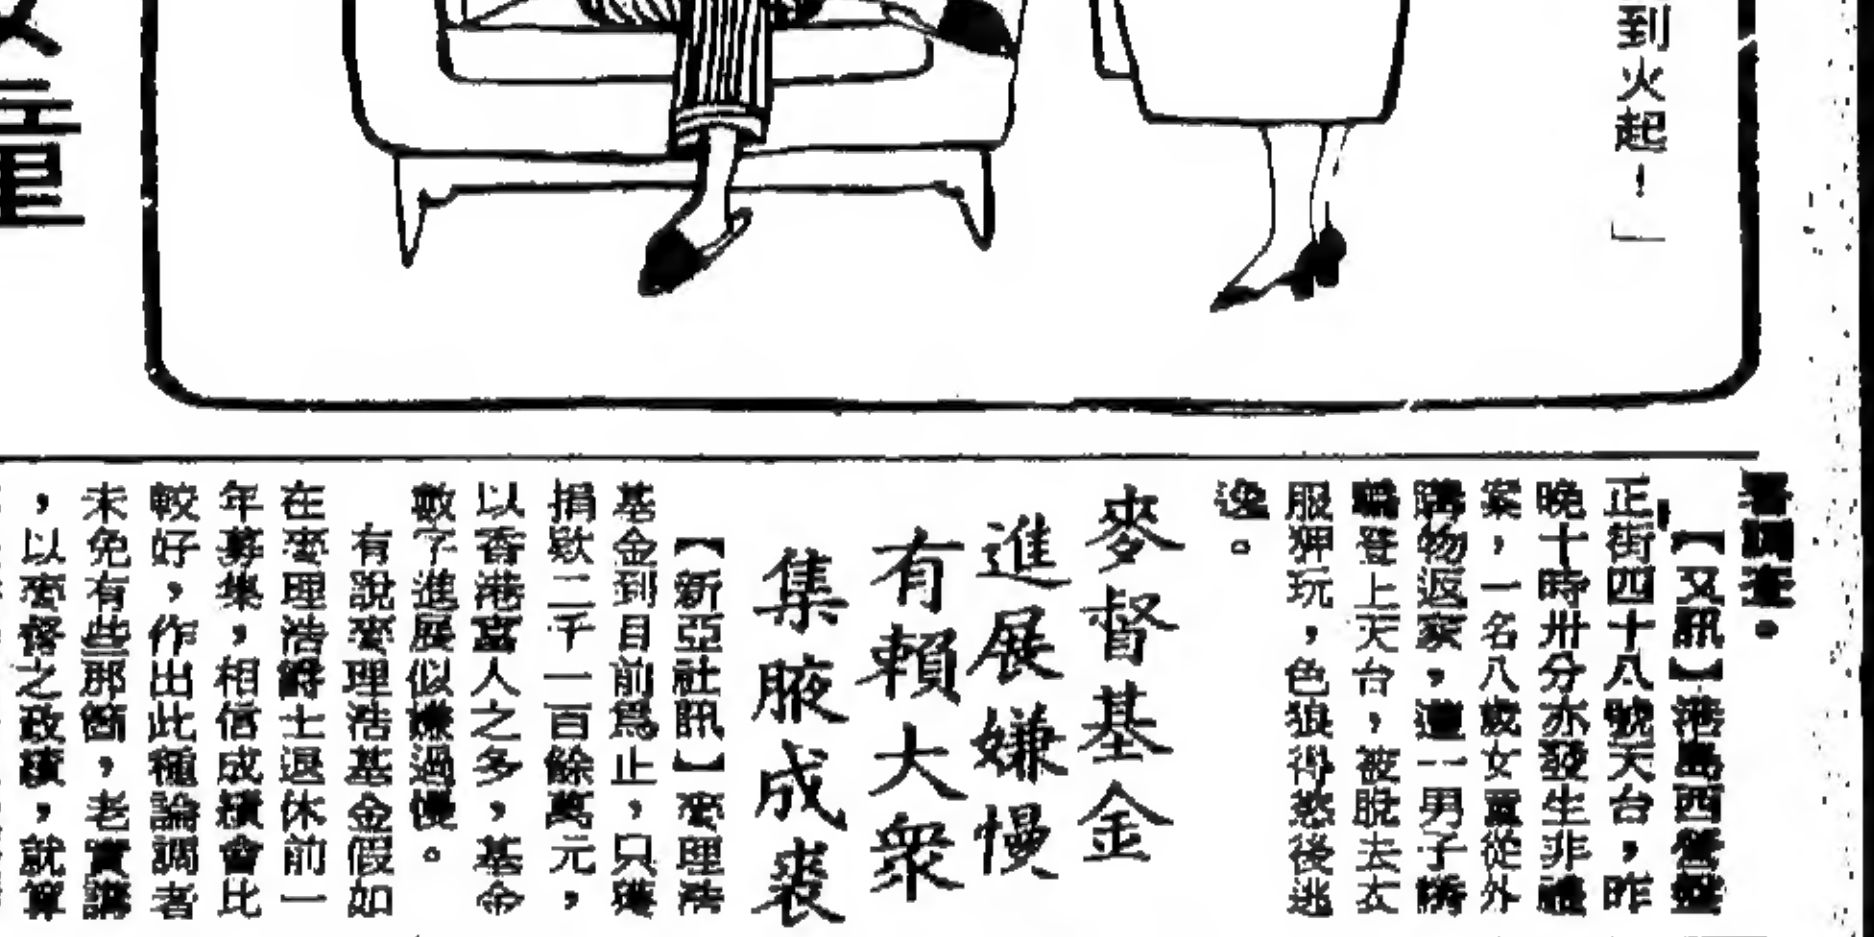 到火起！」
童
署調查。
【又訊】港島西營盤
正街四十八號天台，昨
晚十時卅分亦發生非禮
案，一名八歲女童從外
購物返家，遭一男子誘
騙登上天台，被脫去衣
服狎玩，色狼得慾後逃
逸。
麥督基金
進展嫌慢
有賴大衆
集腋成裘
【新亞社訊】麥理浩
基金到目前爲止，只獲
捐欵二千一百餘萬元，
以香港富人之多，基金
數字進展似嫌過慢。
有說麥理浩基金假如
在麥理浩爵士退休前一
年募集，相信成績會比
較好，作出此種論調者
未免有些那箇，老實講
，以麥督之政績，就算